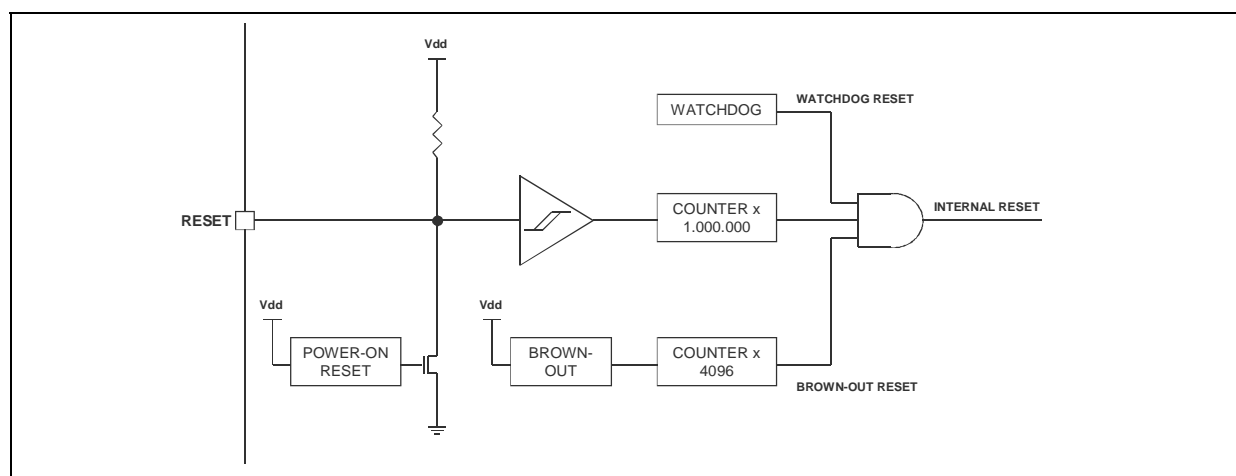 Vdd
WATCHDOG
WATCHDOG RESET
RESET
COUNTER x
1.000.000
INTERNAL RESET
Vdd
Vdd
POWER-ON
RESET
BROWN-
OUT
COUNTER x
4096
BROWN-OUT RESET